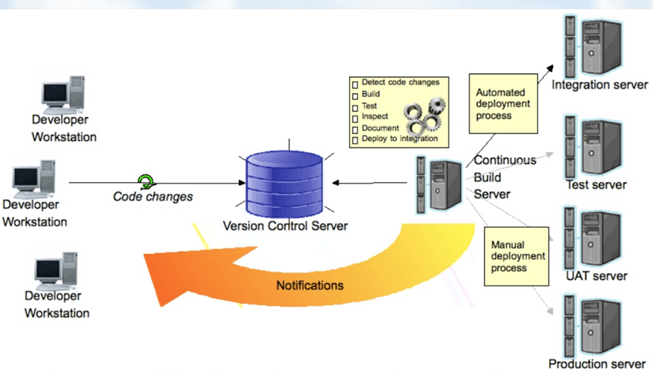 Developer
Workstation
Developer
Workstation
Developer
Workstation
Code changes
Version Control Server
Detect code changes
Build
Test
Inspect
Document
Deploy to integration
Automated
deployment
process
Continuous
Build
Server
Manual
deployment
process
Notifications
Integration server
Test server
UAT server
Production server